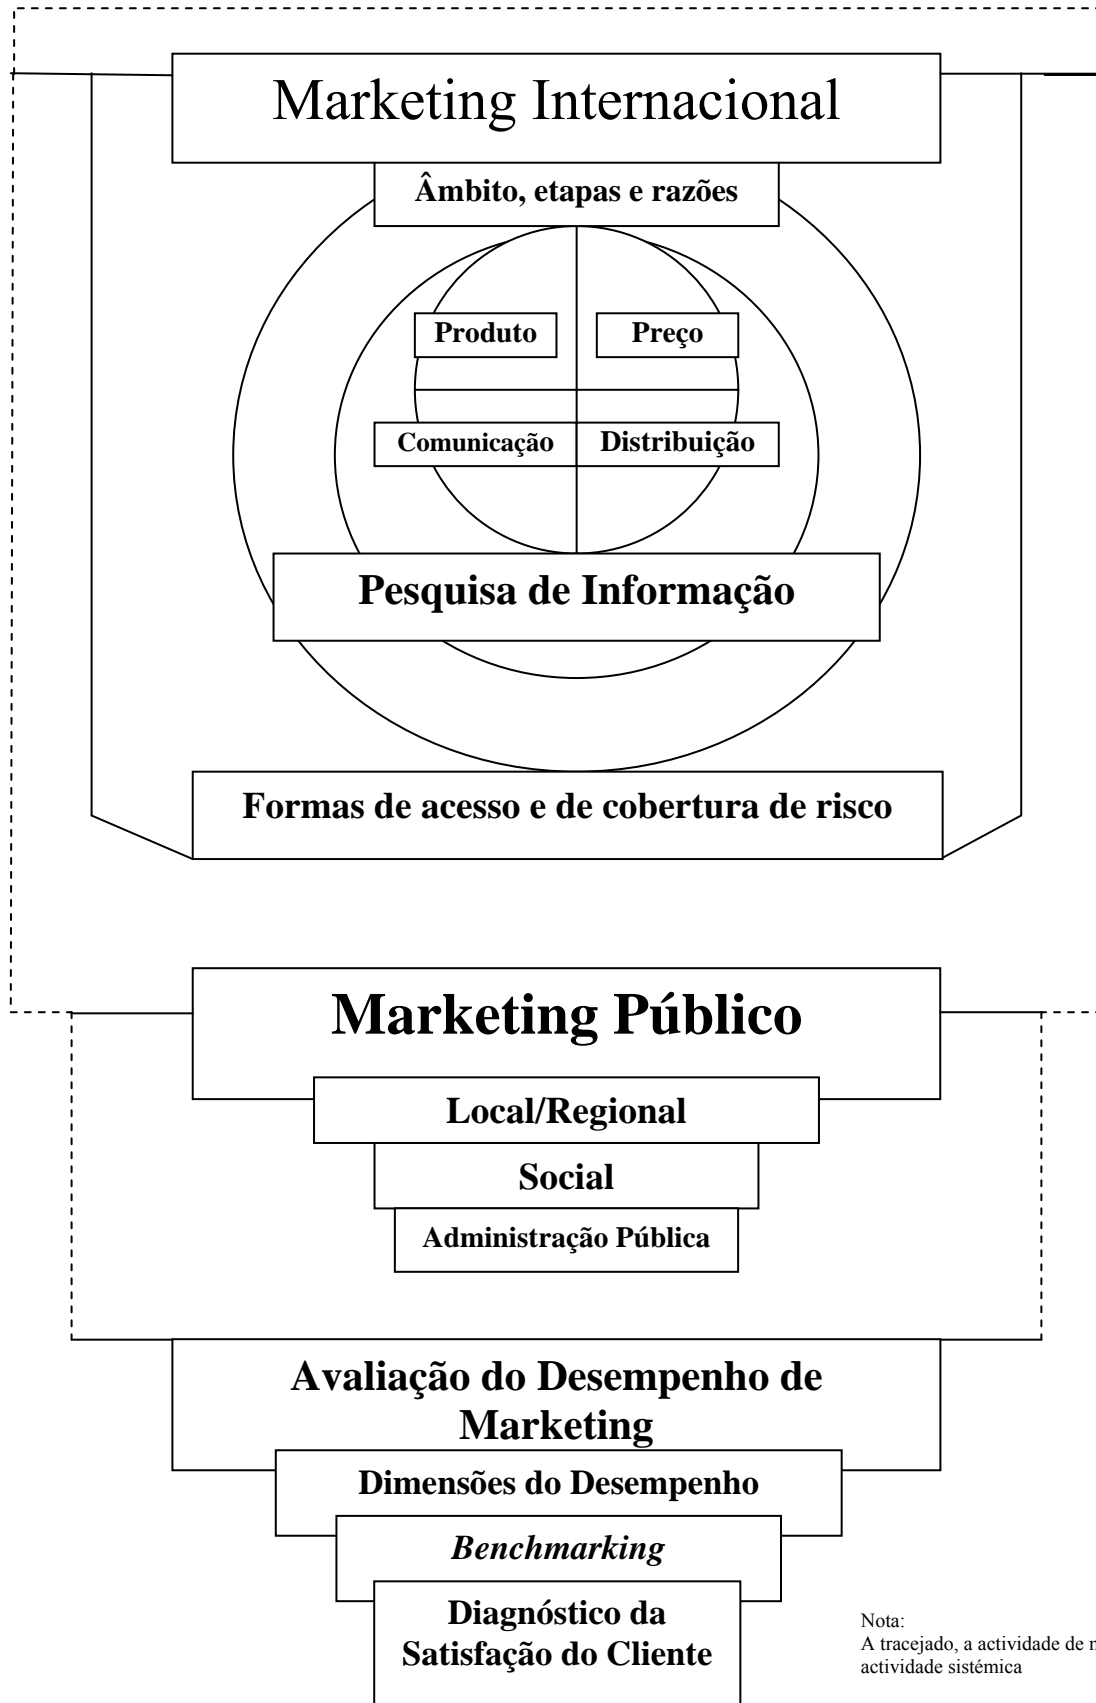 Marketing Internacional
Âmbito, etapas e razões
Produto
Preço
Comunicação
Distribuição
Pesquisa de Informação
Formas de acesso e de cobertura de risco
Marketing Público
Local/Regional
Social
Administração Pública
Avaliação do Desempenho de
Marketing
Dimensões do Desempenho
Benchmarking
Diagnóstico da
Satisfação do Cliente
Nota:
A tracejado, a actividade de
actividade sistémica